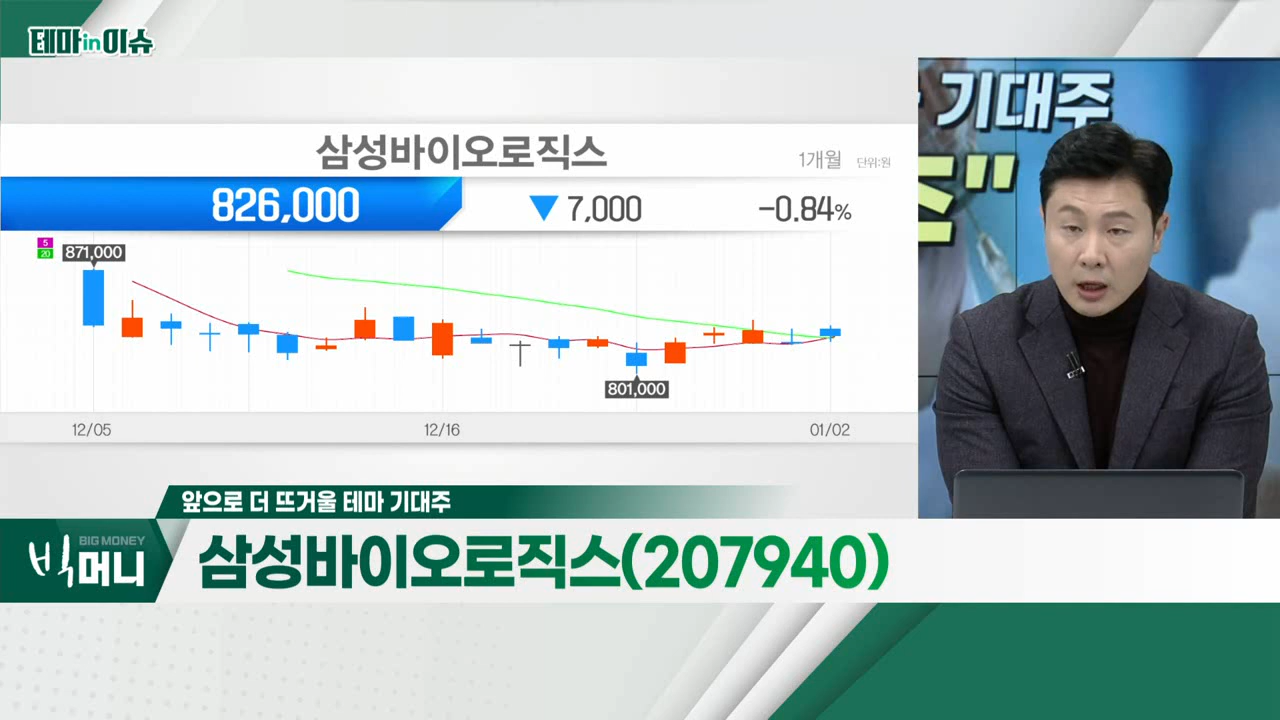 테마in이슈
기대주
즈"
삼성바이오로직스
1개월 단위:원
826,000 ▼ 7,000 -0.84%
5
20
871,000
801,000
12/05 12/16 01/02
앞으로 더 뜨거울 테마 기대주
BIG MONEY
빅머니
삼성바이오로직스(207940)